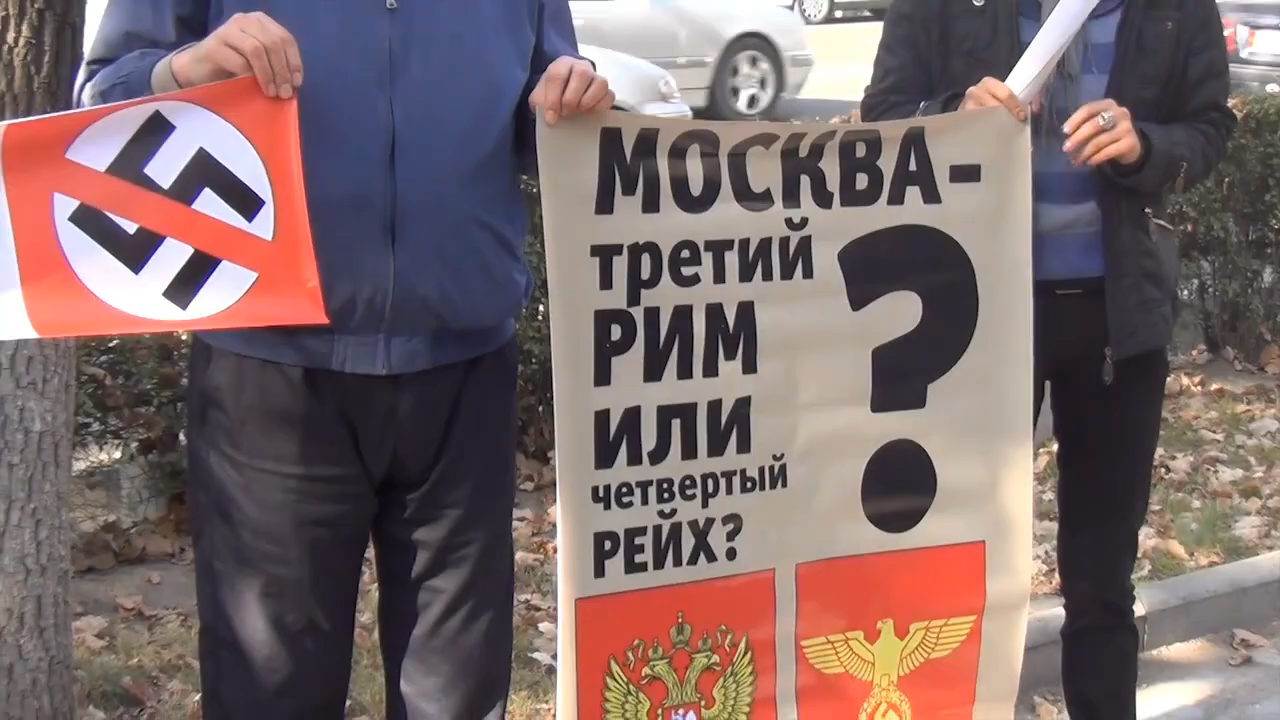 МОСКВА-
третий
РИМ
или
четвертый
РЕЙХ?
?